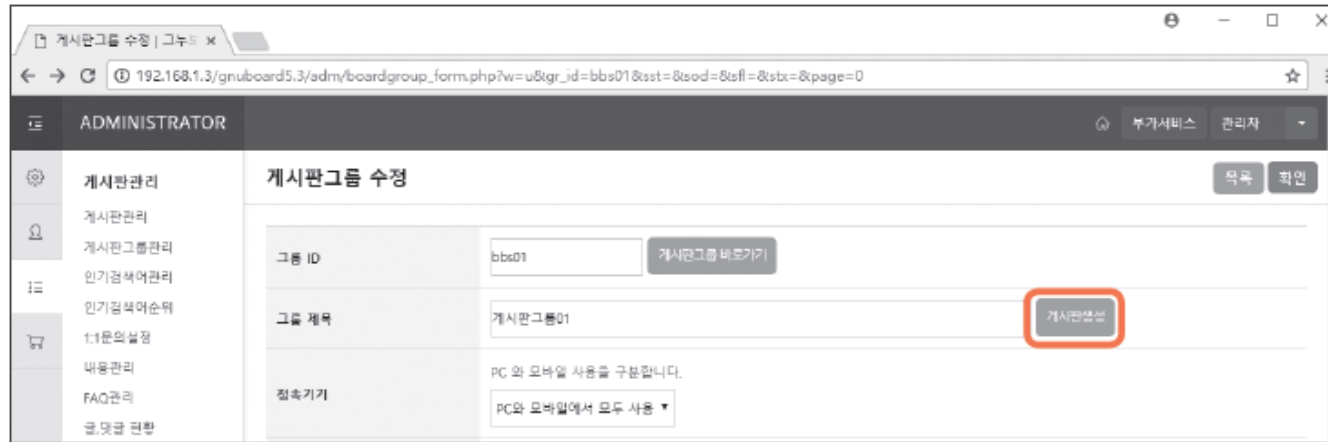 게시판그룹 수정 | 그누보
192.168.1.3/gnuboard5.3/adm/boardgroup_form.php?w=u&gr_id=bbs01&sst=&sod=&sfl=&stx=&page=0
ADMINISTRATOR
부가서비스 관리자
게시판관리
게시판그룹 수정
목록 확인
게시판관리
게시판그룹관리
인기검색어관리
인기검색어순위
1:1문의설정
내용관리
FAQ관리
글,댓글 현황
그룹 ID
bbs01
게시판그룹 바로가기
그룹 제목
게시판그룹01
게시판생성
접속기기
PC 와 모바일 사용을 구분합니다.
PC와 모바일에서 모두 사용